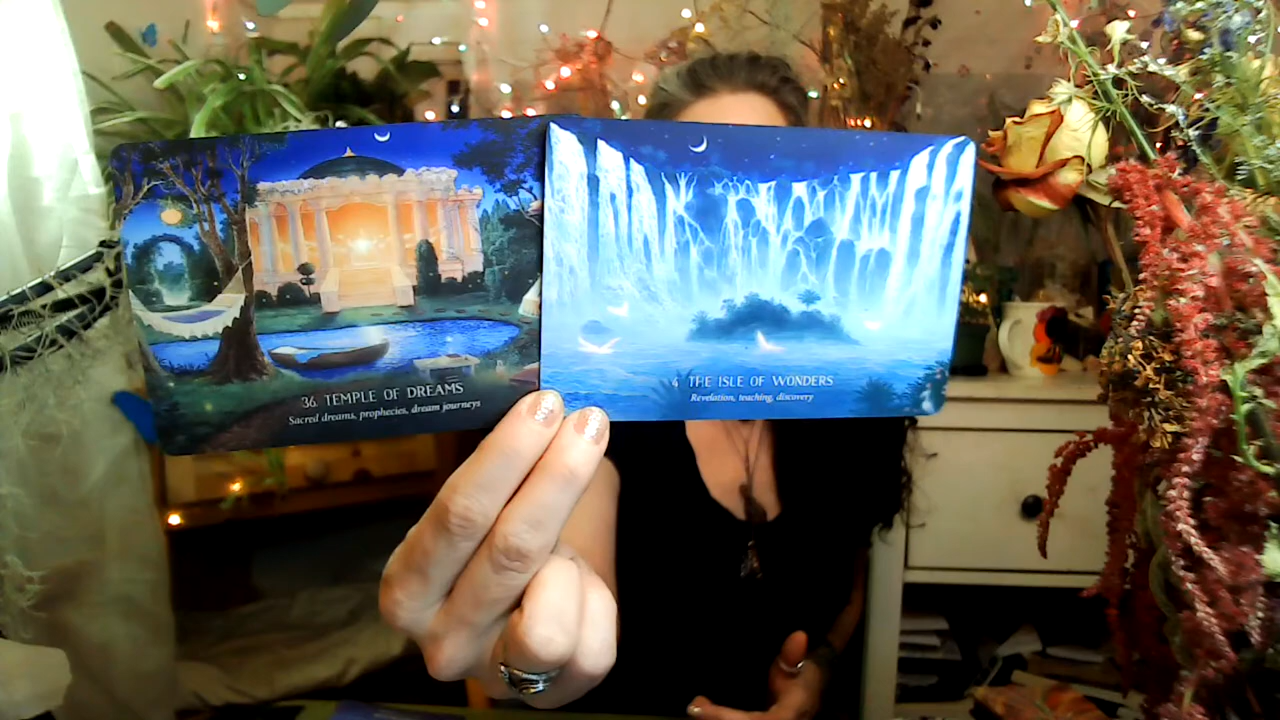 36. TEMPLE OF DREAMS
Sacred dreams, prophecies, dream journeys
4 THE ISLE OF WONDERS
Revelation, teaching, discovery